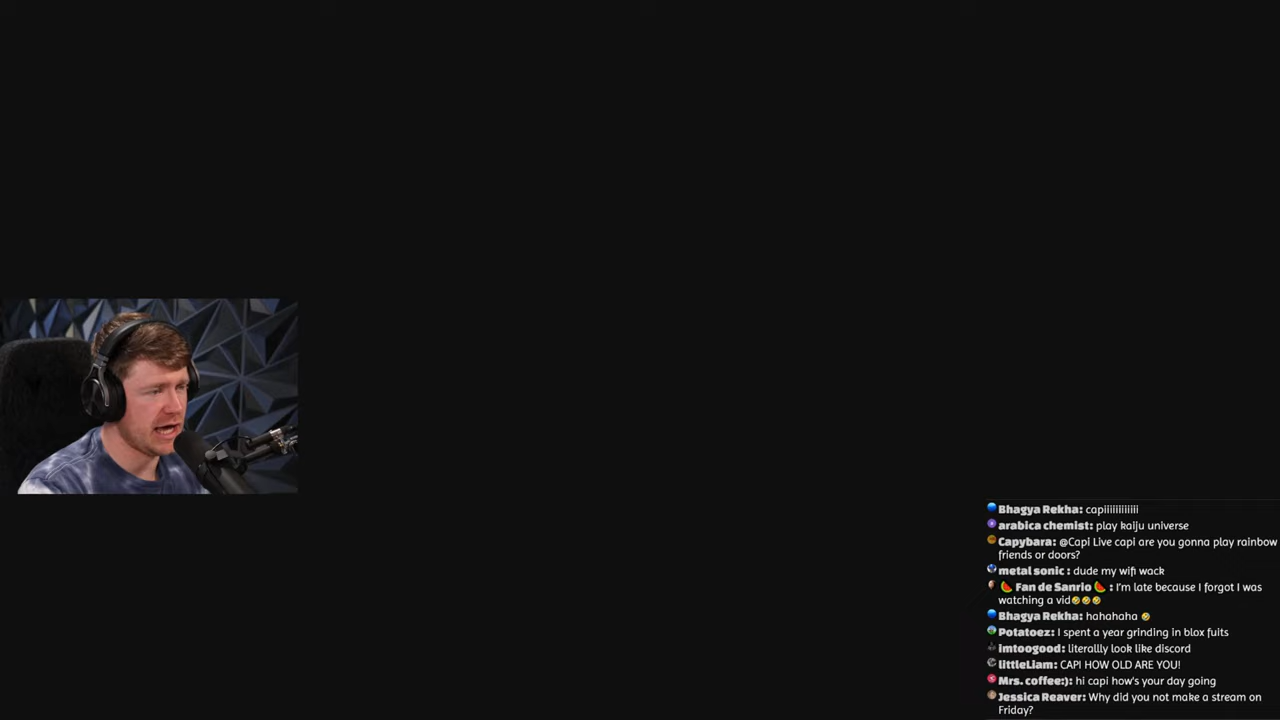 Bhagya Rekha: capiiiiiiiiiiii
arabica chemist: play kaiju universe
Capybara: @Capi Live capi are you gonna play rainbow
friends or doors?
metal sonic : dude my wifi wack
🍉 Fan de Sanrio 🍉 : I'm late because I forgot I was
watching a vid🤣🤣🤣
Bhagya Rekha: hahahaha 🤣
Potatoez: I spent a year grinding in blox fuits
imtoogood: literallly look like discord
littleLiam: CAPI HOW OLD ARE YOU!
Mrs. coffee:): hi capi how's your day going
Jessica Reaver: Why did you not make a stream on
Friday?